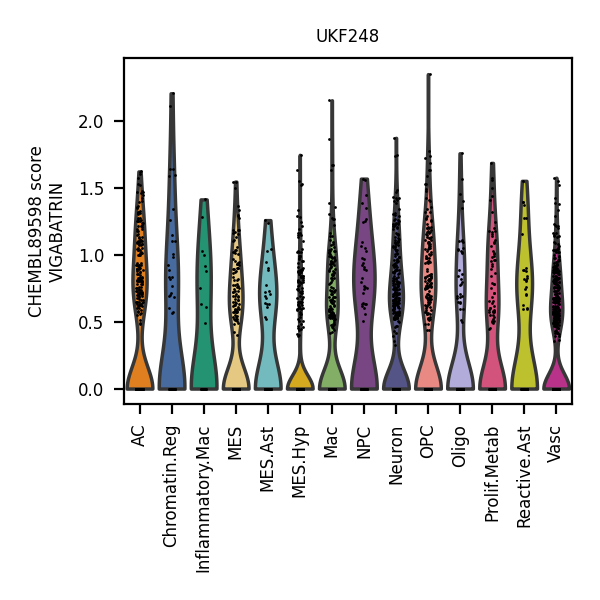 UKF248
CHEMBL89598 score
VIGABATRIN
2.0
1.5
1.0
0.5
0.0
AC
Chromatin.Reg
Inflammatory.Mac
MES
MES.Ast
MES.Hyp
Mac
NPC
Neuron
OPC
Oligo
Prolif.Metab
Reactive.Ast
Vasc